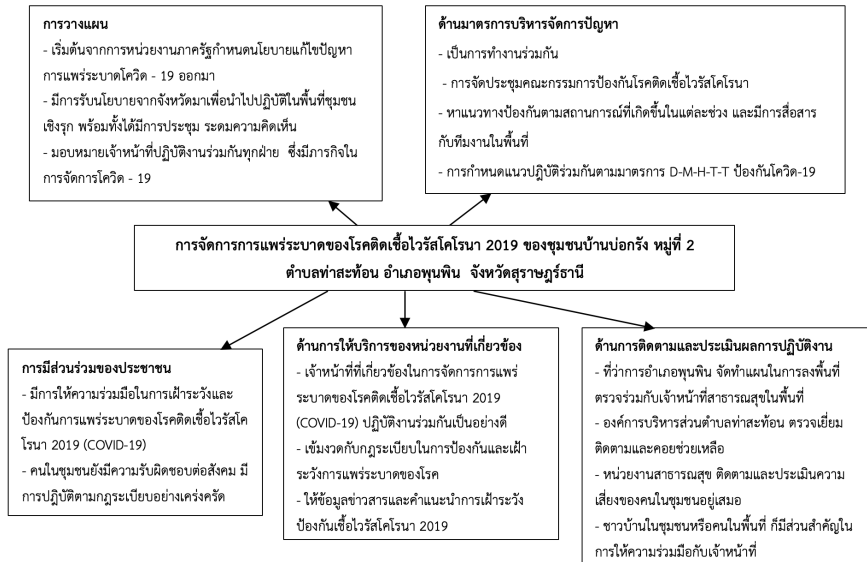 การวางแผน
- เริ่มต้นจากการหน่วยงานภาครัฐกำหนดนโยบายแก้ไขปัญหา
การแพร่ระบาดโควิด - 19 ออกมา
- มีการรับนโยบายจากจังหวัดมาเพื่อนำไปปฏิบัติในพื้นที่ชุมชน
เชิงรุก พร้อมทั้งได้มีการประชุม ระดมความคิดเห็น
- มอบหมายเจ้าหน้าที่ปฏิบัติงานร่วมกันทุกฝ่าย ซึ่งมีภารกิจใน
การจัดการโควิด - 19
ด้านมาตรการบริหารจัดการปัญหา
- เป็นการทำงานร่วมกัน
- การจัดประชุมคณะกรรมการป้องกันโรคติดเชื้อไวรัสโคโรนา
- หาแนวทางป้องกันตามสถานการณ์ที่เกิดขึ้นในแต่ละช่วง และมีการสื่อสาร
กับทีมงานในพื้นที่
- การกำหนดแนวปฏิบัติร่วมกันตามมาตรการ D-M-H-T-T ป้องกันโควิด-19
การจัดการการแพร่ระบาดของโรคติดเชื้อไวรัสโคโรนา 2019 ของชุมชนบ้านบ่อกรัง หมู่ที่ 2
ตำบลท่าสะท้อน อำเภอพุนพิน จังหวัดสุราษฎร์ธานี
การมีส่วนร่วมของประชาชน
- มีการให้ความร่วมมือในการเฝ้าระวังและ
ป้องกันการแพร่ระบาดของโรคติดเชื้อไวรัสโค
โรนา 2019 (COVID-19)
- คนในชุมชนยังมีความรับผิดชอบต่อสังคม มี
การปฏิบัติตามกฎระเบียบอย่างเคร่งครัด
ด้านการให้บริการของหน่วยงานที่เกี่ยวข้อง
- เจ้าหน้าที่ที่เกี่ยวข้องในการจัดการการแพร่
ระบาดของโรคติดเชื้อไวรัสโคโรนา 2019
(COVID-19) ปฏิบัติงานร่วมกันเป็นอย่างดี
- เข้มงวดกับกฎระเบียบในการป้องกันและเฝ้า
ระวังการแพร่ระบาดของโรค
- ให้ข้อมูลข่าวสารและคำแนะนำการเฝ้าระวัง
ป้องกันเชื้อไวรัสโคโรนา 2019
ด้านการติดตามและประเมินผลการปฏิบัติงาน
- ที่ว่าการอำเภอพุนพิน จัดทำแผนในการลงพื้นที่
ตรวจร่วมกับเจ้าหน้าที่สาธารณสุขในพื้นที่
- องค์การบริหารส่วนตำบลท่าสะท้อน ตรวจเยี่ยม
ติดตามและคอยช่วยเหลือ
- หน่วยงานสาธารณสุข ติดตามและประเมินความ
เสี่ยงของคนในชุมชนอยู่เสมอ
- ชาวบ้านในชุมชนหรือคนในพื้นที่ ก็มีส่วนสำคัญใน
การให้ความร่วมมือกับเจ้าหน้าที่